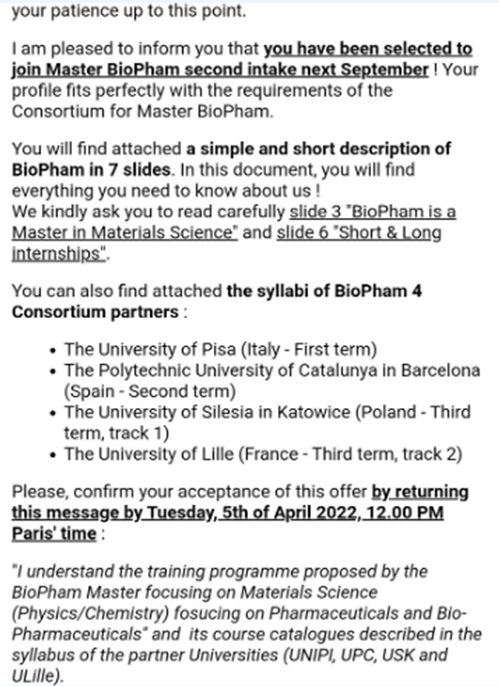 your patience up to this point.
I am pleased to inform you that you have been selected to
join Master BioPham second intake next September ! Your
profile fits perfectly with the requirements of the
Consortium for Master BioPham.
You will find attached a simple and short description of
BioPham in 7 slides. In this document, you will find
everything you need to know about us !
We kindly ask you to read carefully slide 3 "BioPham is a
Master in Materials Science" and slide 6 "Short & Long
internships".
You can also find attached the syllabi of BioPham 4
Consortium partners :
• The University of Pisa (Italy - First term)
• The Polytechnic University of Catalunya in Barcelona
(Spain - Second term)
• The University of Silesia in Katowice (Poland - Third
term, track 1)
• The University of Lille (France - Third term, track 2)
Please, confirm your acceptance of this offer by returning
this message by Tuesday, 5th of April 2022, 12.00 PM
Paris' time :
"I understand the training programme proposed by the
BioPham Master focusing on Materials Science
(Physics/Chemistry) fosucing on Pharmaceuticals and Bio-
Pharmaceuticals" and its course catalogues described in the
syllabus of the partner Universities (UNIPI, UPC, USK and
ULille).